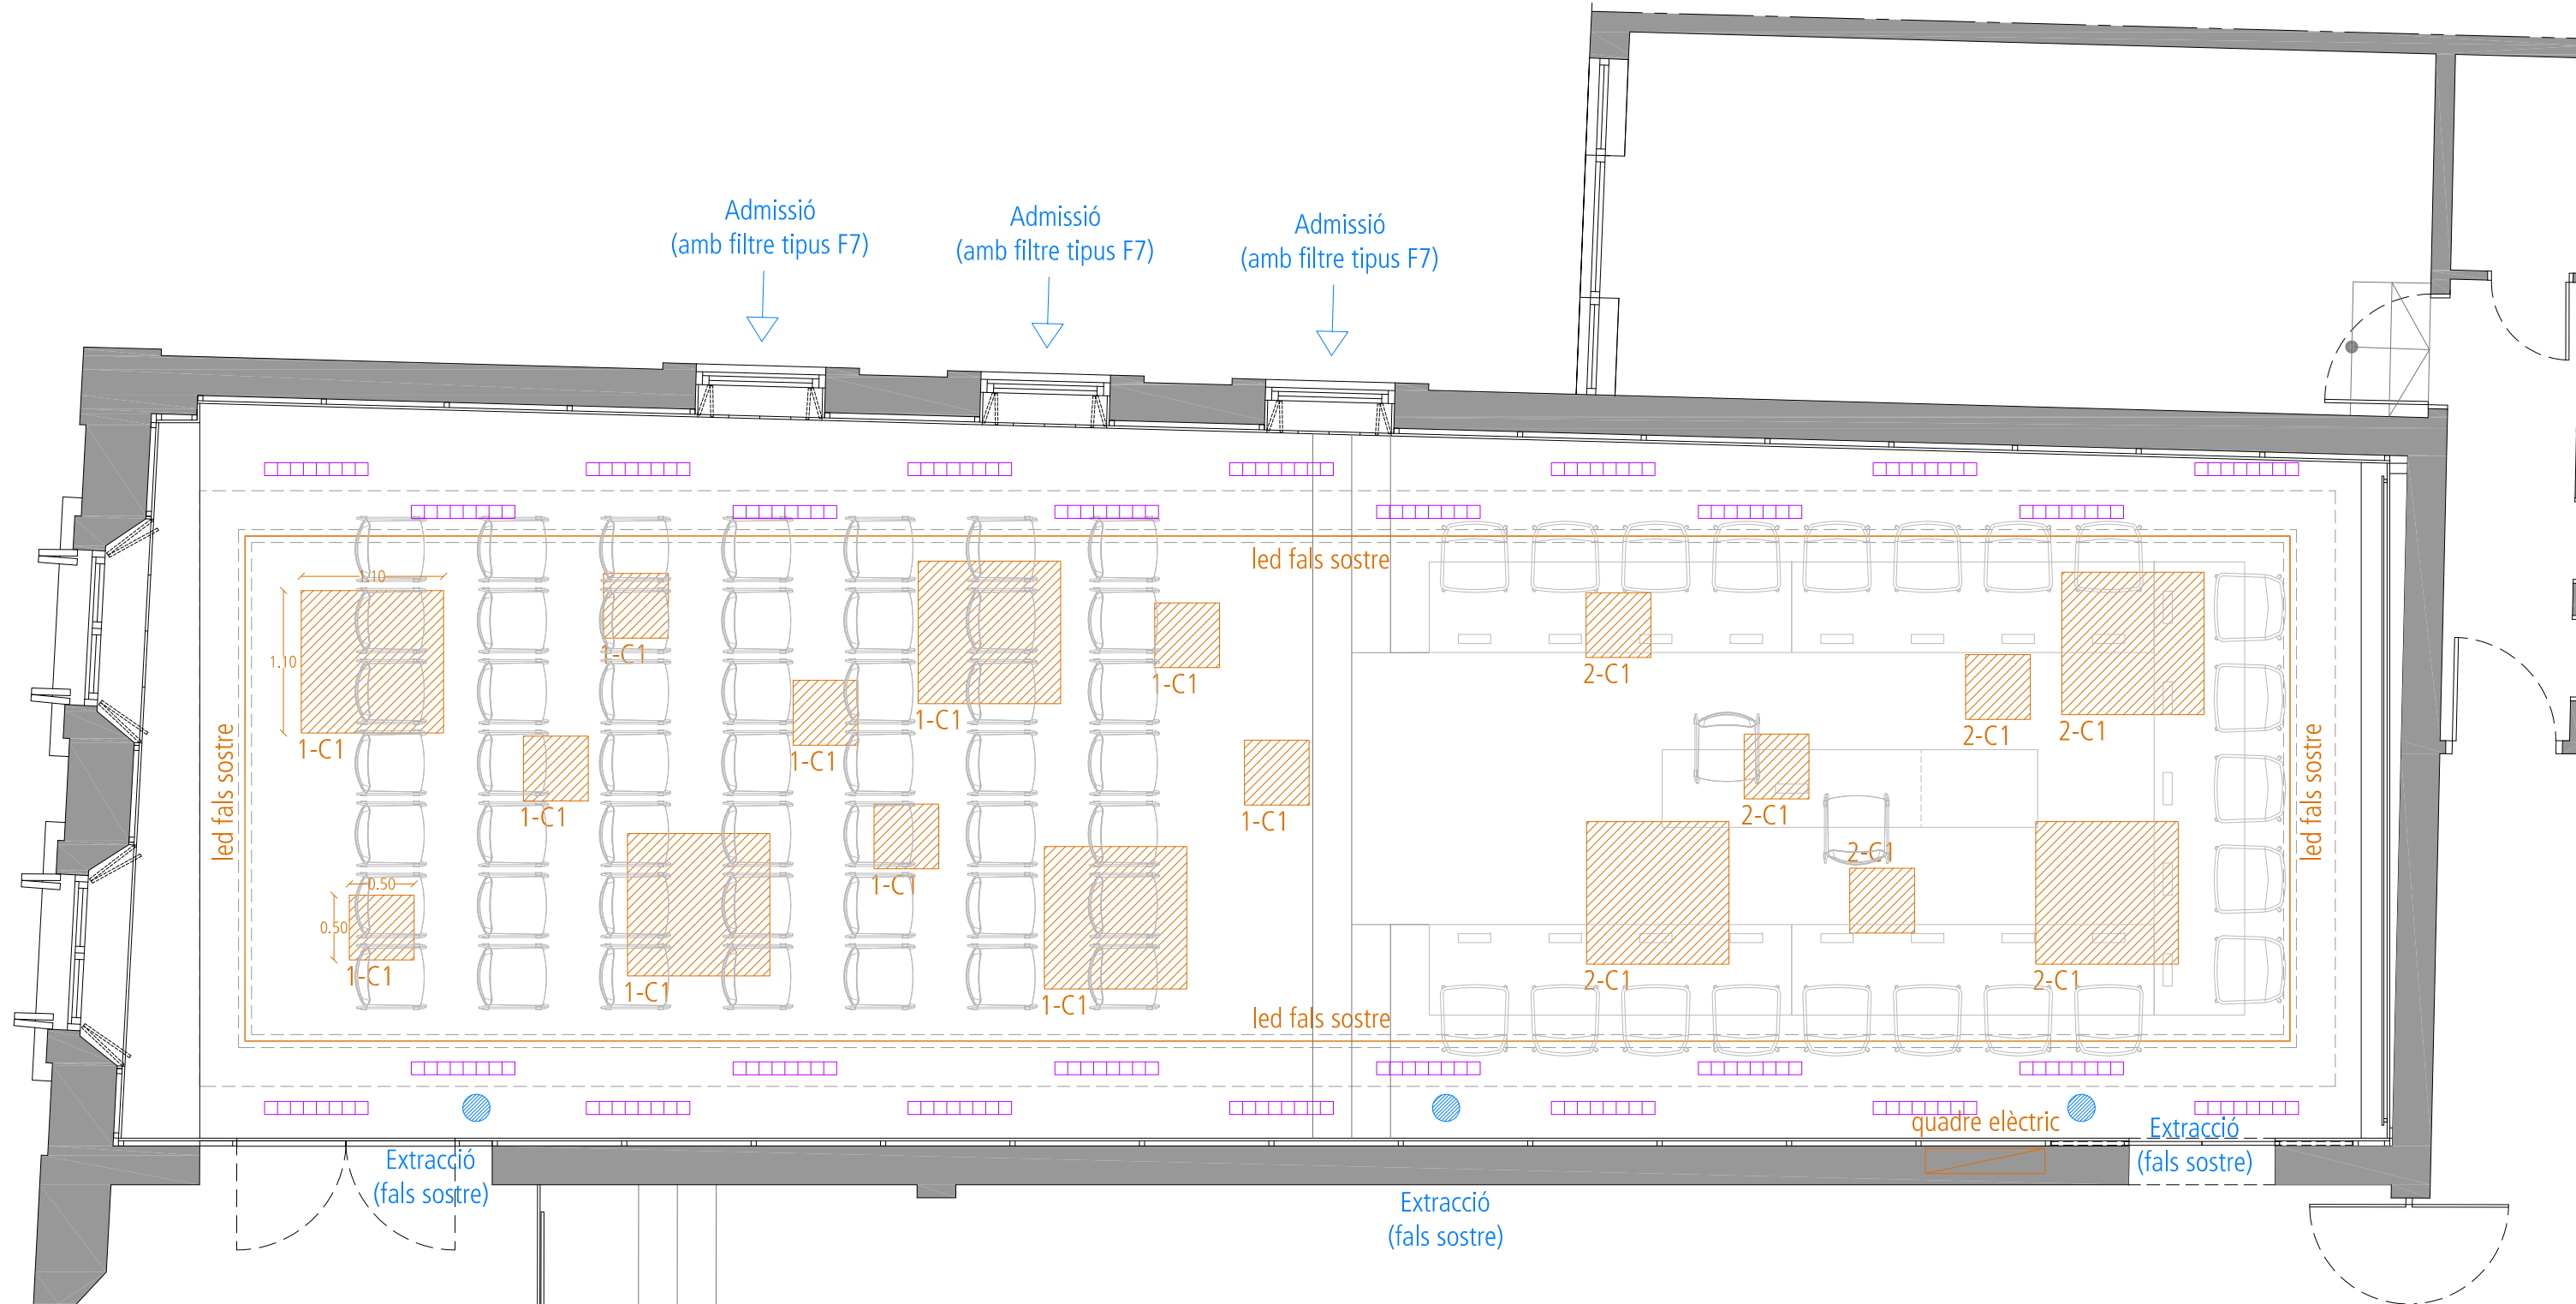 Admissió
(amb filtre tipus F7)
Admissió
(amb filtre tipus F7)
Admissió
(amb filtre tipus F7)
led fals sostre
1.10
1.10
1-C1
1-C1
1-C1
1-C1
1-C1
1-C1
1-C1
1-C1
1-C1
0.50
0.50
1-C1
1-C1
led fals sostre
2-C1
2-C1
2-C1
2-C1
2-C1
2-C1
2-C1
led fals sostre
led fals sostre
quadre elèctric
Extracció
(fals sostre)
Extracció
(fals sostre)
Extracció
(fals sostre)